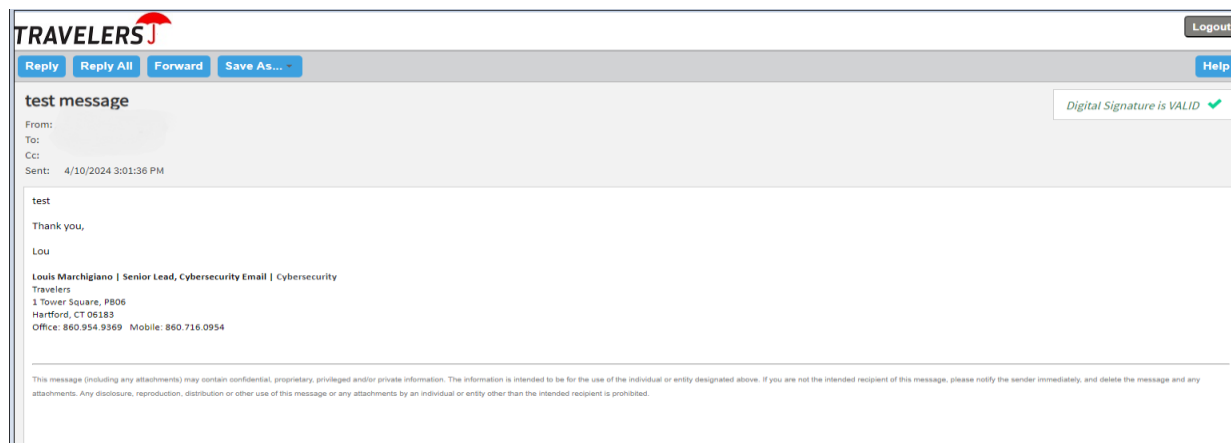 TRAVELERS
Logout
Reply Reply All Forward Save As...
Help
test message
Digital Signature is VALID
From:
To:
Cc:
Sent: 4/10/2024 3:01:36 PM
test
Thank you,
Lou
Louis Marchigiano | Senior Lead, Cybersecurity Email | Cybersecurity
Travelers
1 Tower Square, PB06
Hartford, CT 06183
Office: 860.954.9369 Mobile: 860.716.0954
This message (including any attachments) may contain confidential, proprietary, privileged and/or private information. The information is intended to be for the use of the individual or entity designated above. If you are not the intended recipient of this message, please notify the sender immediately, and delete the message and any
attachments. Any disclosure, reproduction, distribution or other use of this message or any attachments by an individual or entity other than the intended recipient is prohibited.